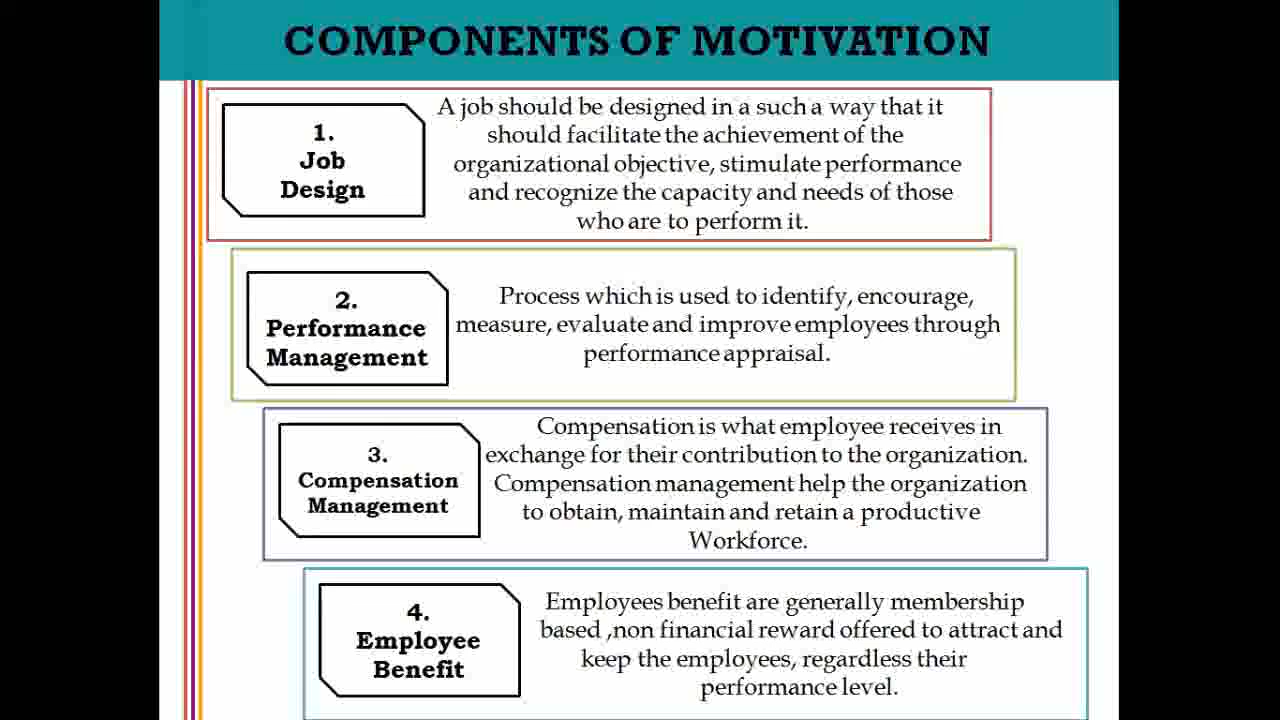 COMPONENTS OF MOTIVATION
1.
Job
Design
A job should be designed in a such a way that it
should facilitate the achievement of the
organizational objective, stimulate performance
and recognize the capacity and needs of those
who are to perform it.
2.
Performance
Management
Process which is used to identify, encourage,
measure, evaluate and improve employees through
performance appraisal.
3.
Compensation
Management
Compensation is what employee receives in
exchange for their contribution to the organization.
Compensation management help the organization
to obtain, maintain and retain a productive
Workforce.
4.
Employee
Benefit
Employees benefit are generally membership
based ,non financial reward offered to attract and
keep the employees, regardless their
performance level.